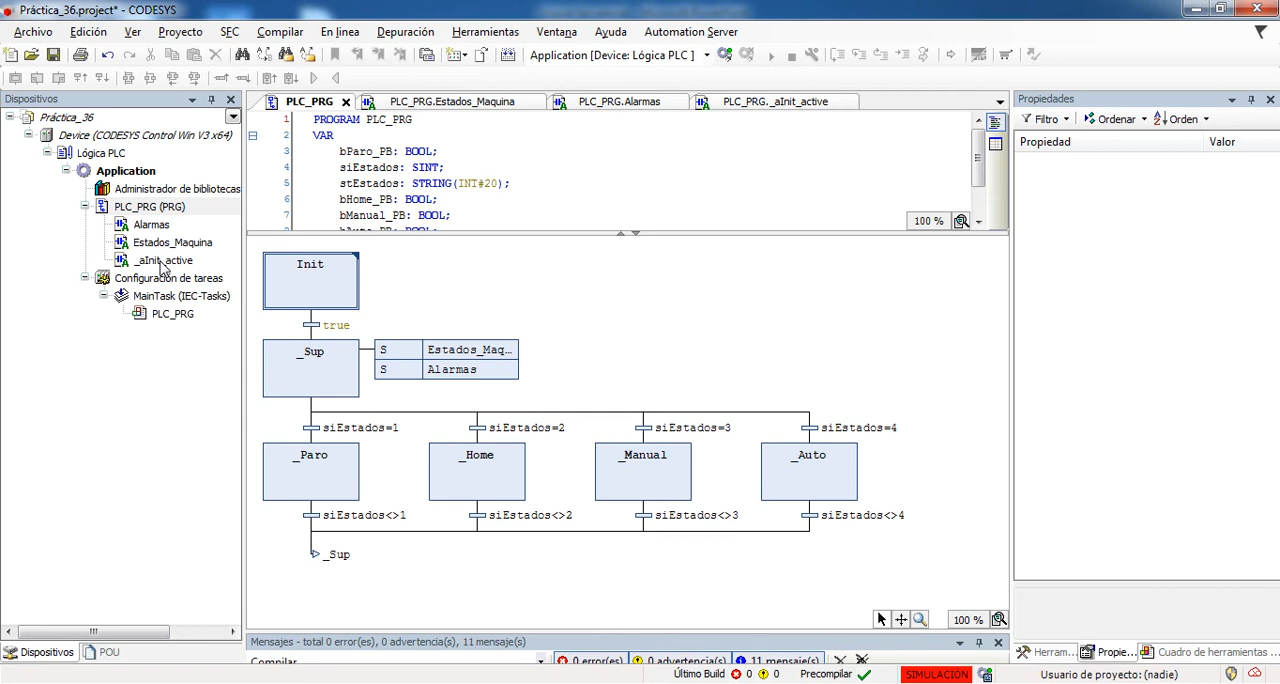 Práctica_36.project* - CODESYS
Archivo Edición Ver Proyecto SFC Compilar En línea Depuración Herramientas Ventana Ayuda Automation Server
Application [Device: Lógica PLC ]
Dispositivos
Práctica_36
Device (CODESYS Control Win V3 x64)
Lógica PLC
Application
Administrador de bibliotecas
PLC_PRG (PRG)
Alarmas
Estados_Maquina
_aInit_active
Configuración de tareas
MainTask (IEC-Tasks)
PLC_PRG
Dispositivos POU
PLC_PRG PLC_PRG.Estados_Maquina PLC_PRG.Alarmas PLC_PRG._aInit_active
1 PROGRAM PLC_PRG
2 VAR
3 bParo_PB: BOOL;
4 siEstados: SINT;
5 stEstados: STRING(INT#20);
6 bHome_PB: BOOL;
7 bManual_PB: BOOL;
bAuto_PB: BOOL;
100 %
Init
true
_Sup
S Estados_Maq...
S Alarmas
siEstados=1 siEstados=2 siEstados=3 siEstados=4
_Paro _Home _Manual _Auto
siEstados<>1 siEstados<>2 siEstados<>3 siEstados<>4
_Sup
100 %
Mensajes - total 0 error(es), 0 advertencia(s), 11 mensaje(s)
Compilar 0 error(es) 0 advertencia(s) 11 mensaje(s)
Propiedades
Filtro Ordenar Orden
Propiedad Valor
Herram... Propie... Cuadro de herramientas
Último Build 0 0 Precompilar SIMULACIÓN Usuario de proyecto: (nadie)